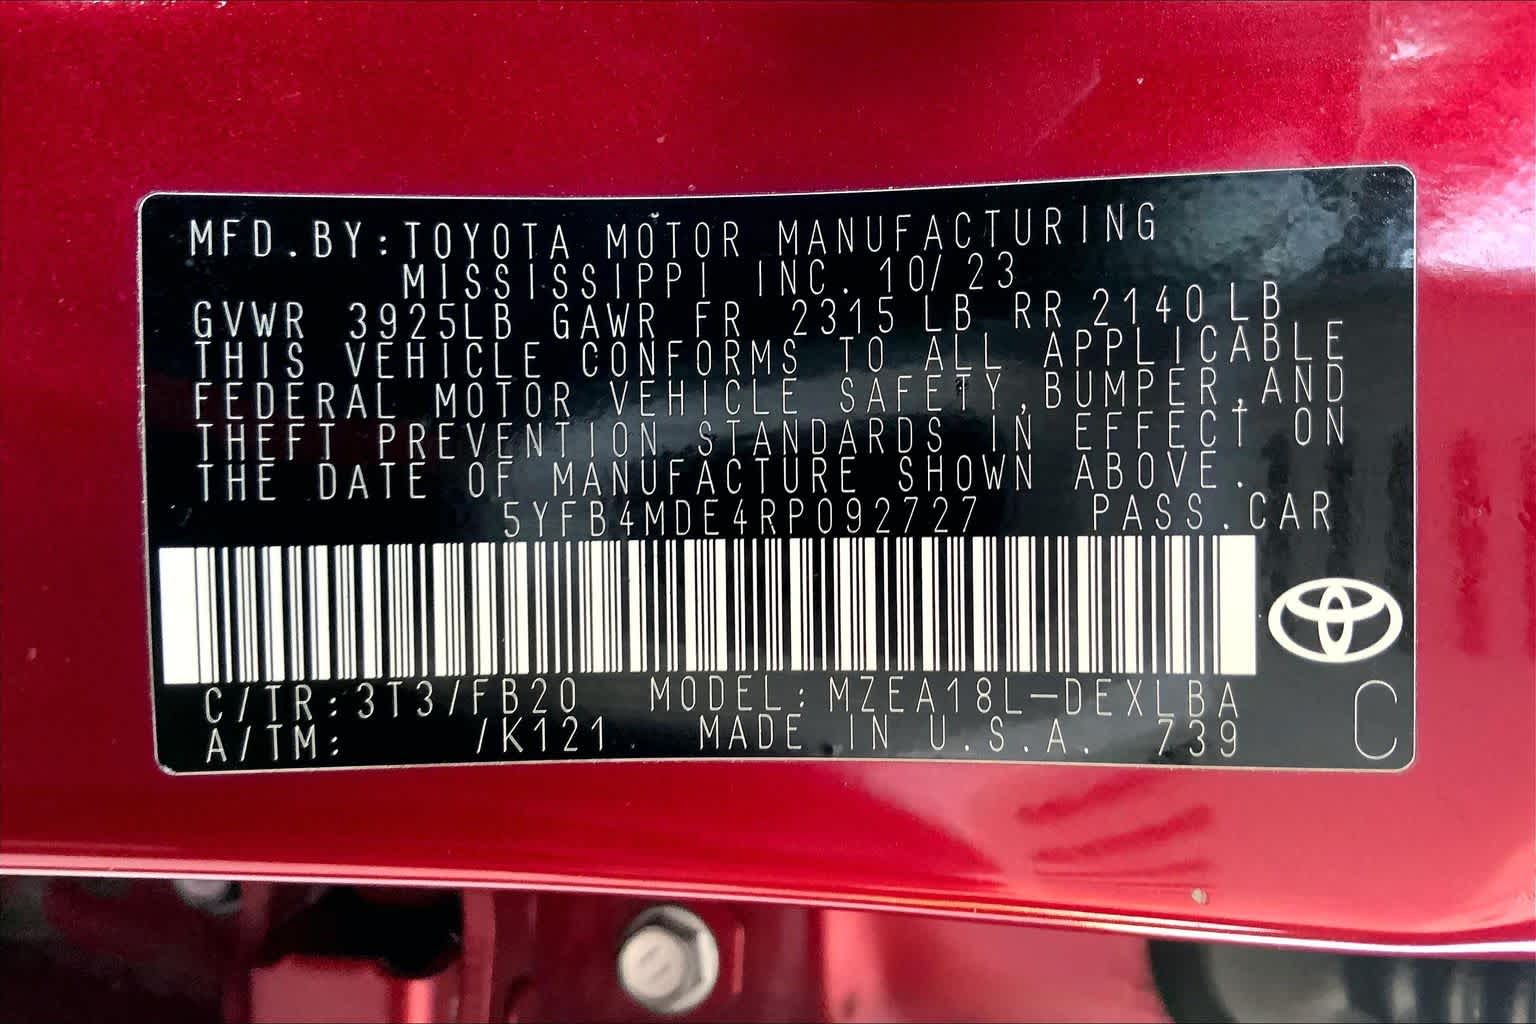 MFD.BY:TOYOTA MOTOR MANUFACTURING
MISSISSIPPI INC. 10/23
GVWR 3925LB GAWR FR 2315 LB RR 2140 LB
THIS VEHICLE CONFORMS TO ALL APPLICABLE
FEDERAL MOTOR VEHICLE SAFETY,BUMPER,AND
THEFT PREVENTION STANDARDS IN EFFECT ON
THE DATE OF MANUFACTURE SHOWN ABOVE.
5YFB4MDE4RP092727 PASS.CAR
C/TR:3T3/FB20 MODEL:MZEA18L-DEXLBA
A/TM: /K121 MADE IN U.S.A. 739
C